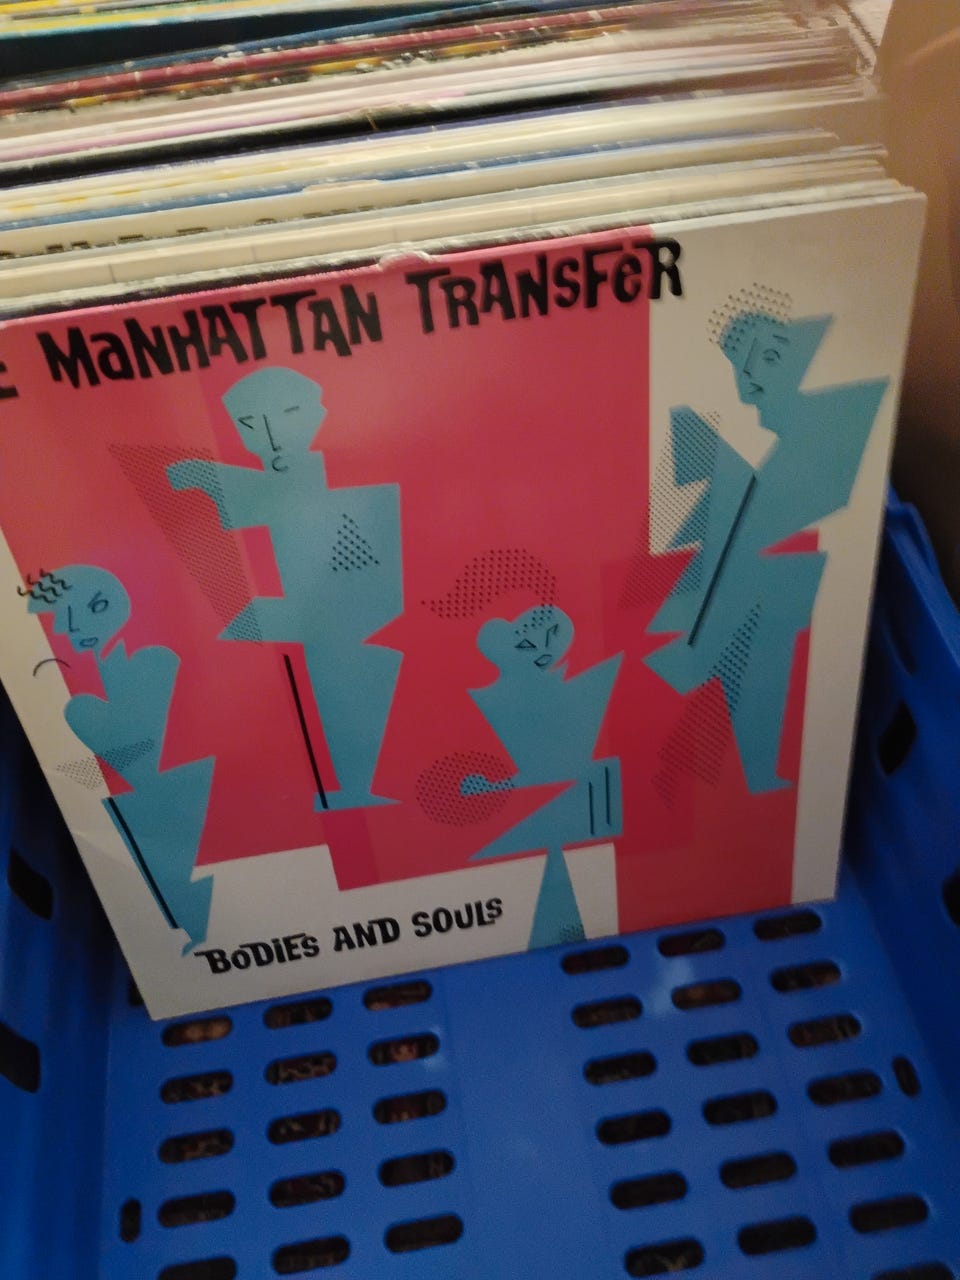 E MaNHATTAN TRANSFeR
BODiES AND SOULS